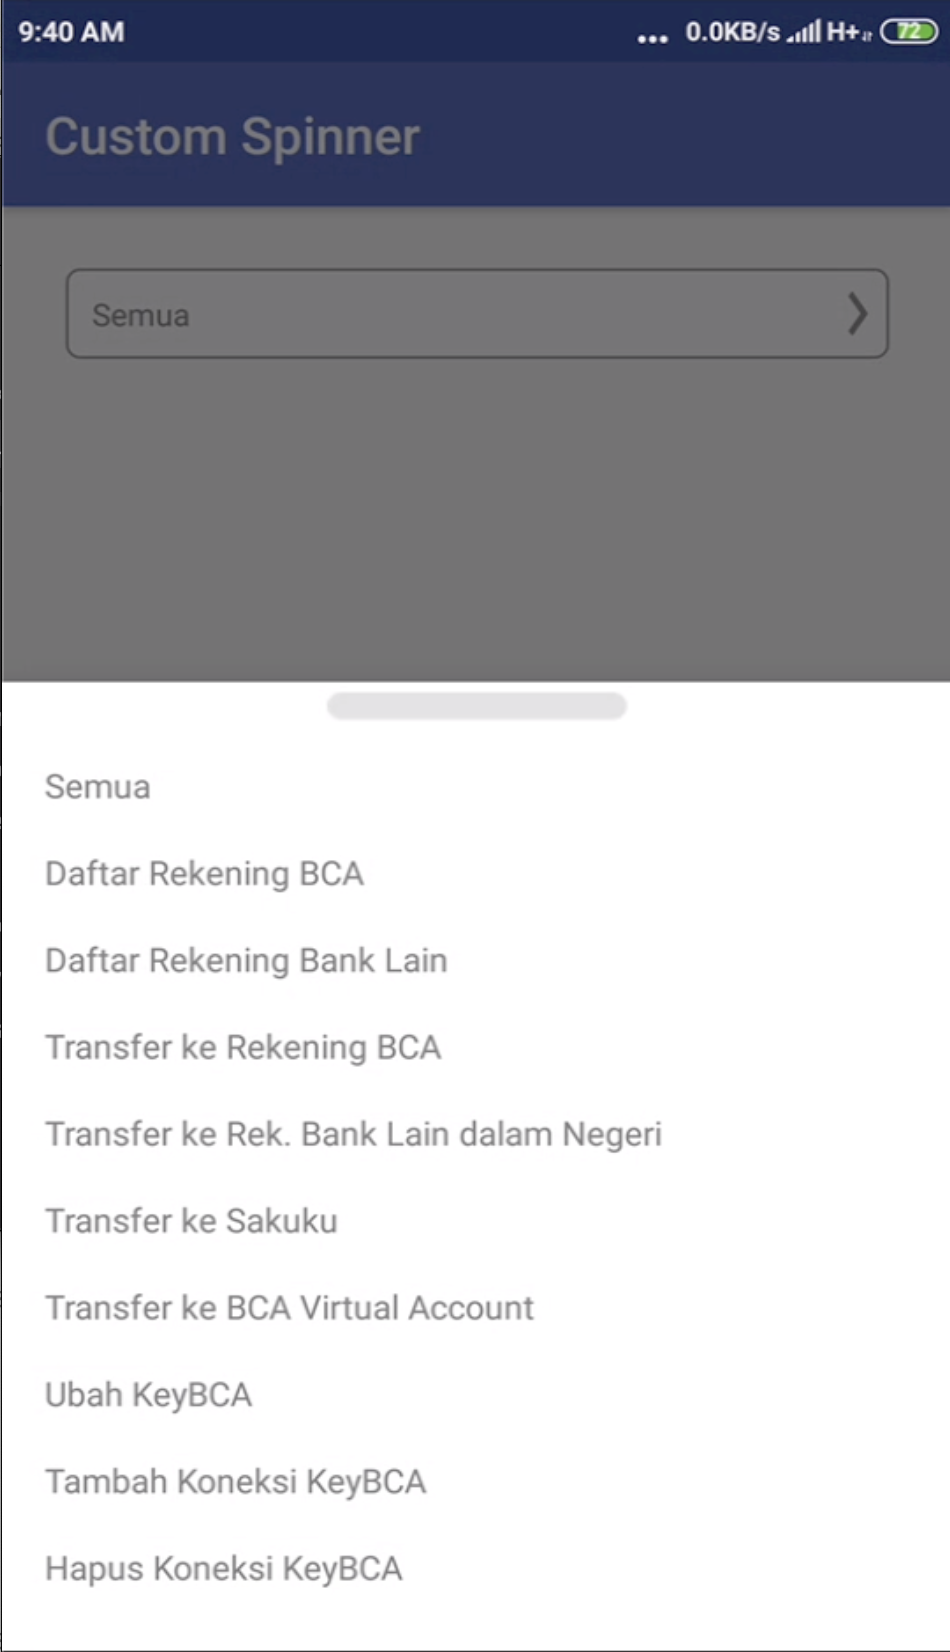 9:40 AM ... 0.0KB/s H+ 72
Custom Spinner
Semua
Semua
Daftar Rekening BCA
Daftar Rekening Bank Lain
Transfer ke Rekening BCA
Transfer ke Rek. Bank Lain dalam Negeri
Transfer ke Sakuku
Transfer ke BCA Virtual Account
Ubah KeyBCA
Tambah Koneksi KeyBCA
Hapus Koneksi KeyBCA